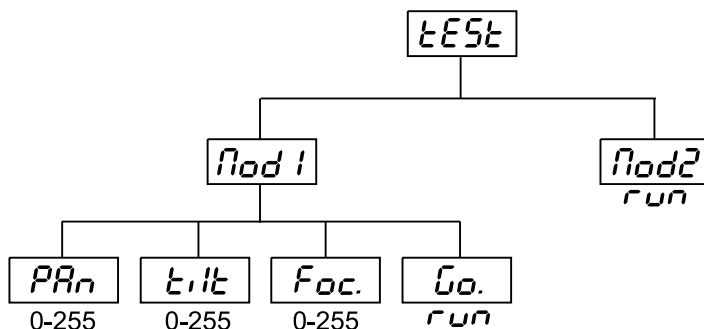 tESt
Mod1 Mod2
run
PAn tilt Foc. Go.
0-255 0-255 0-255 run